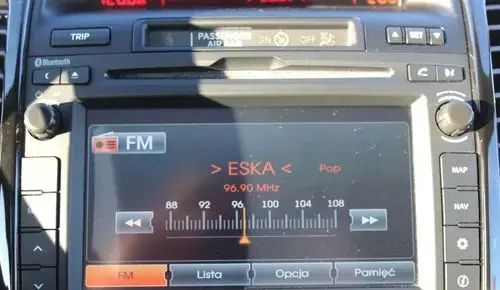 TRIP
PASSENGER
AIR BAG
ON
OFF
SET
Bluetooth
FM
> ESKA <
Pop
96.90 MHz
88 92 96 100 104 108
MAP
NAV
FM
Lista
Opcja
Pamięć